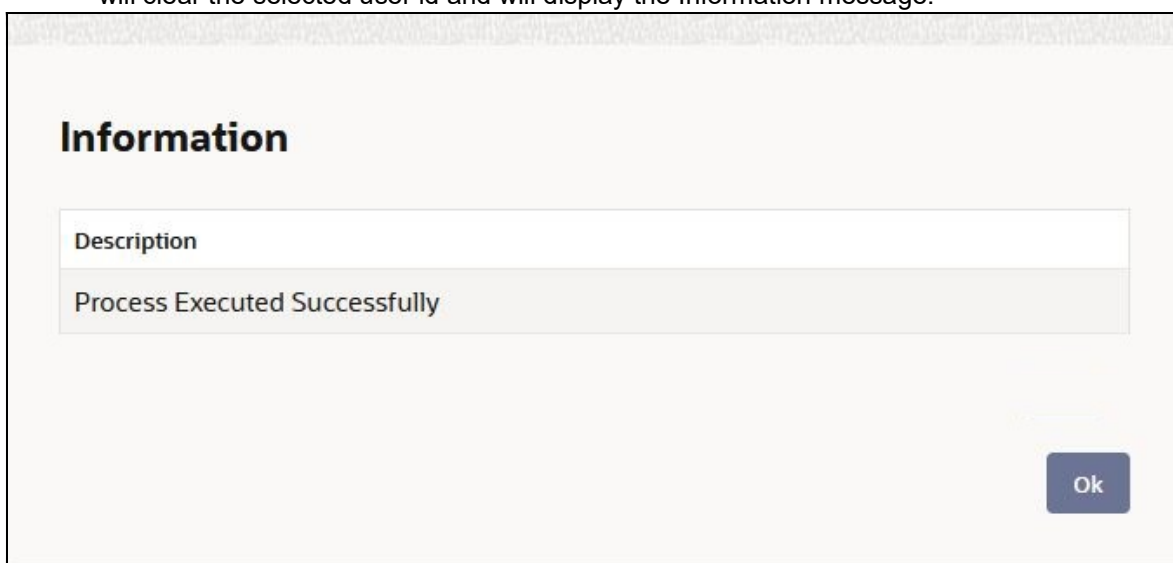 will clear the selected user id and will display the Information message.
Information
Description
Process Executed Successfully
Ok